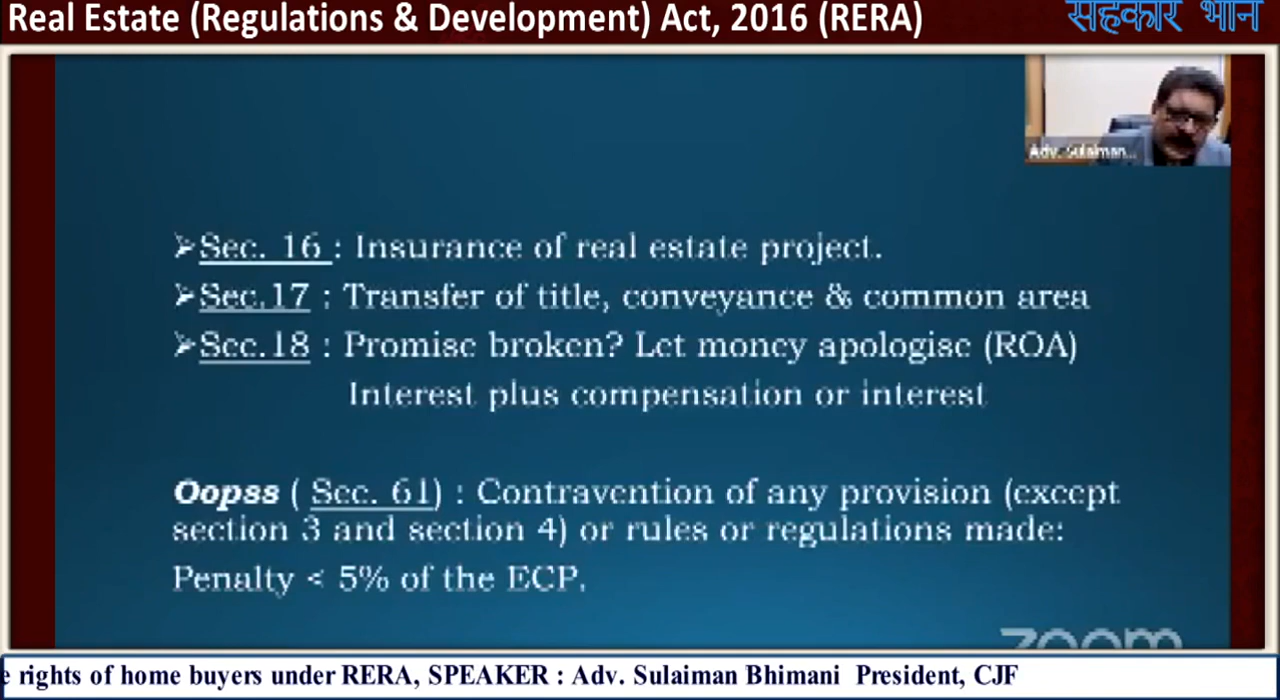 Real Estate (Regulations & Development) Act, 2016 (RERA)
सहकार भान
Adv. Sulaiman...
➢Sec. 16 : Insurance of real estate project.
➢Sec.17 : Transfer of title, conveyance & common area
➢Sec.18 : Promise broken? Let money apologise (ROA)
Interest plus compensation or interest
Oopss ( Sec. 61) : Contravention of any provision (except
section 3 and section 4) or rules or regulations made:
Penalty < 5% of the ECP.
zoom
e rights of home buyers under RERA, SPEAKER : Adv. Sulaiman Bhimani President, CJF